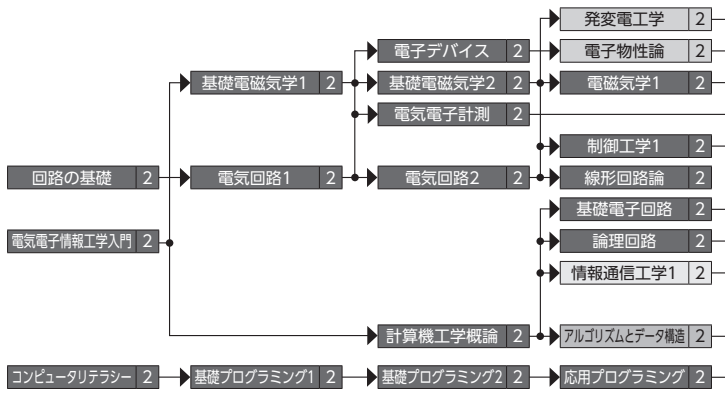 発変電工学 2
電子デバイス 2
電子物性論 2
基礎電磁気学1 2
基礎電磁気学2 2
電磁気学1 2
電気電子計測 2
制御工学1 2
回路の基礎 2
電気回路1 2
電気回路2 2
線形回路論 2
基礎電子回路 2
電気電子情報工学入門 2
論理回路 2
情報通信工学1 2
計算機工学概論 2
アルゴリズムとデータ構造 2
コンピュータリテラシー 2
基礎プログラミング1 2
基礎プログラミング2 2
応用プログラミング 2